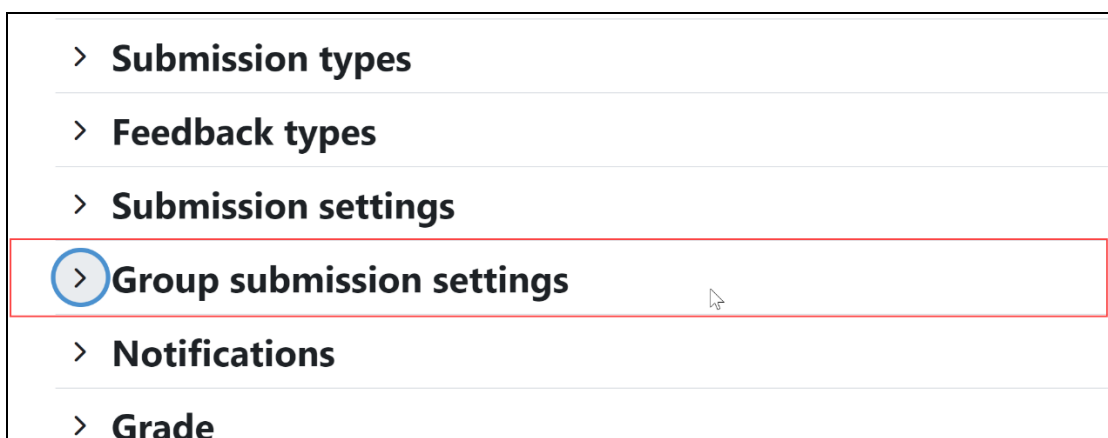 Submission types
Feedback types
Submission settings
Group submission settings
Notifications
Grade